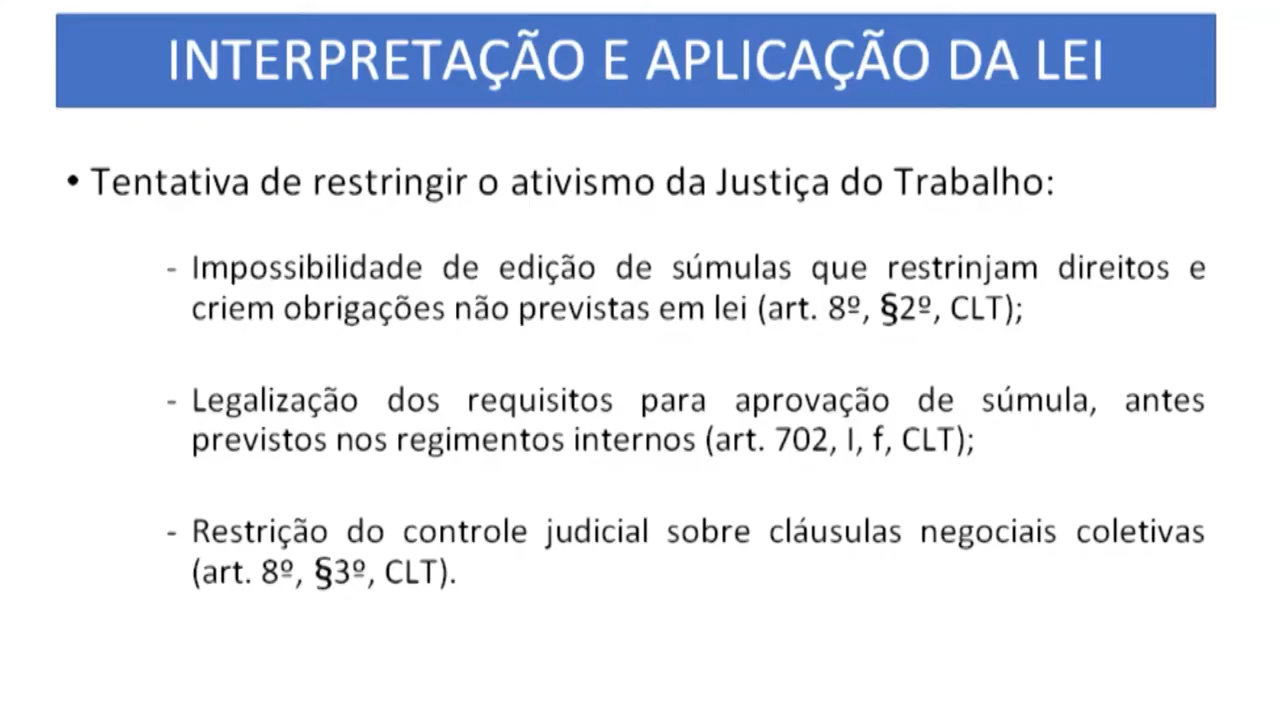 INTERPRETAÇÃO E APLICAÇÃO DA LEI
• Tentativa de restringir o ativismo da Justiça do Trabalho:
- Impossibilidade de edição de súmulas que restrinjam direitos e
criem obrigações não previstas em lei (art. 8º, §2º, CLT);
- Legalização dos requisitos para aprovação de súmula, antes
previstos nos regimentos internos (art. 702, I, f, CLT);
- Restrição do controle judicial sobre cláusulas negociais coletivas
(art. 8º, §3º, CLT).